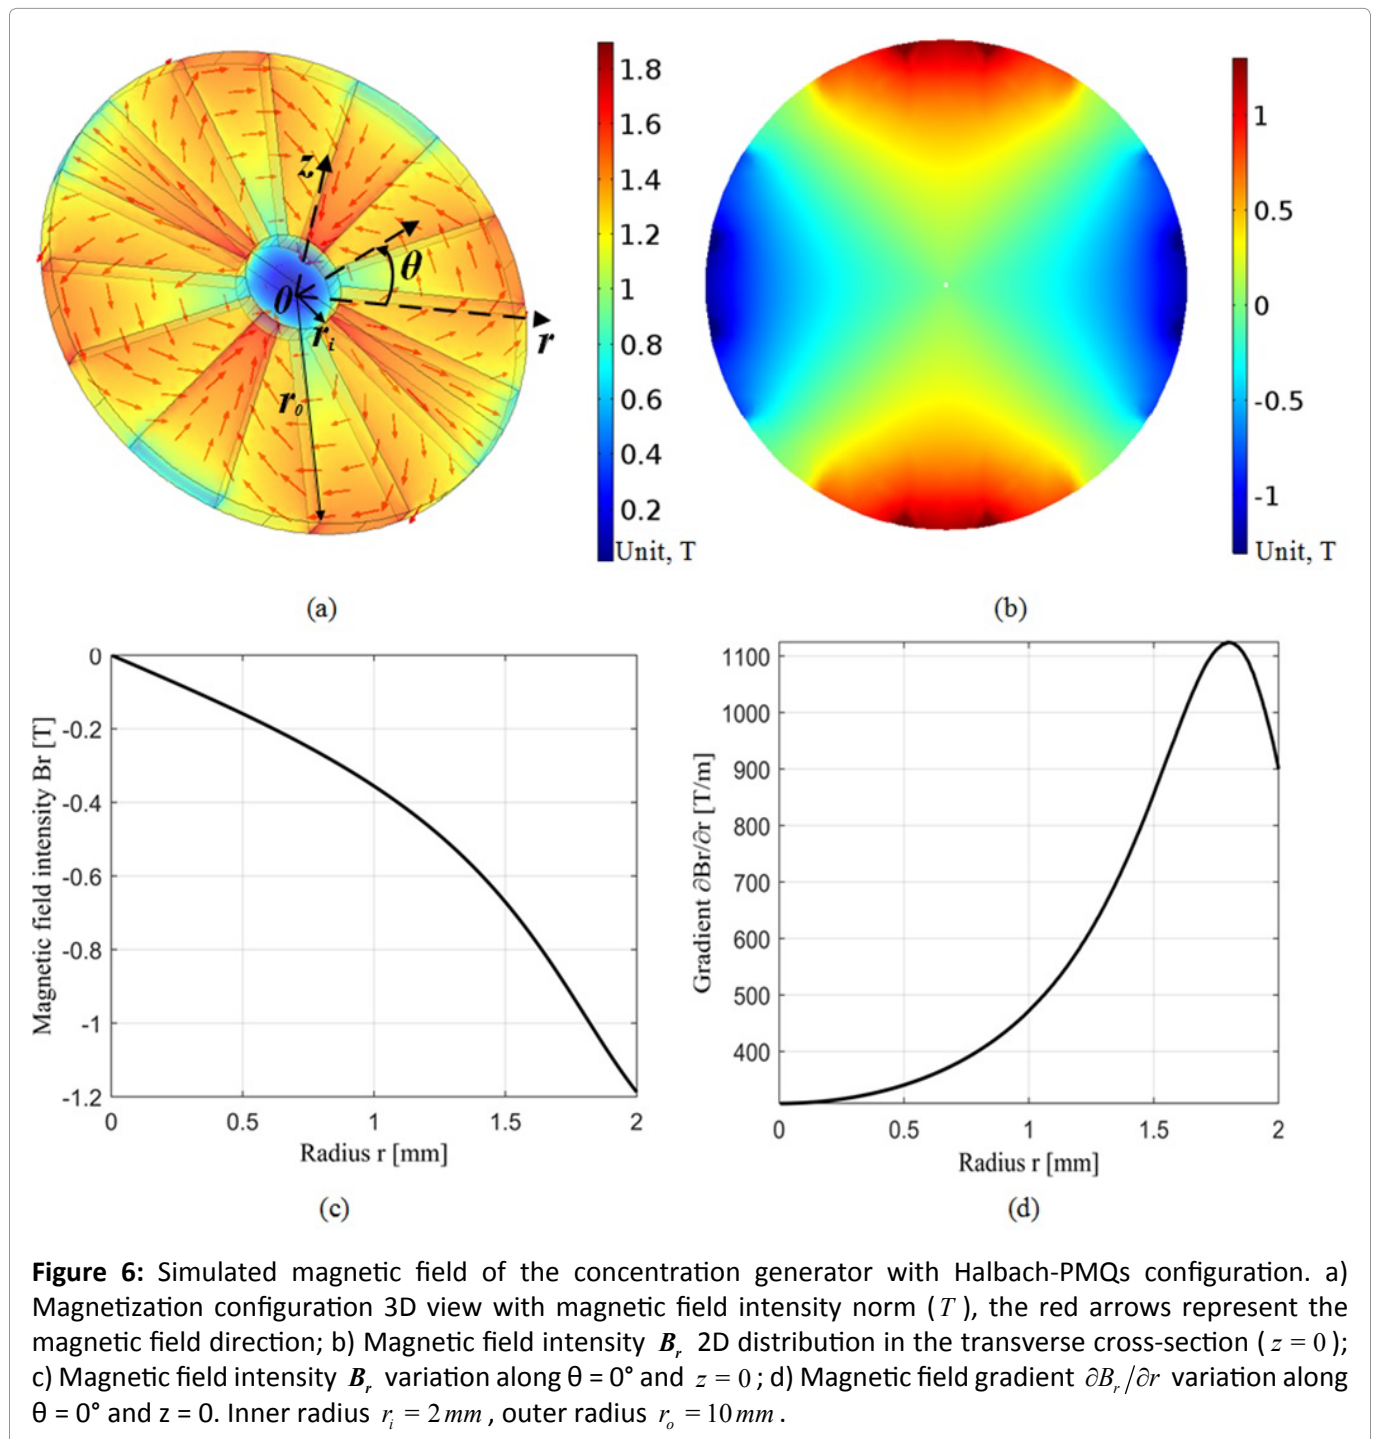 z
θ
0
r
rᵢ
r₀
1.8
1.6
1.4
1.2
1
0.8
0.6
0.4
0.2
Unit, T
(a)
1
0.5
0
-0.5
-1
Unit, T
(b)
Magnetic field intensity Br [T]
0
-0.2
-0.4
-0.6
-0.8
-1
-1.2
0 0.5 1 1.5 2
Radius r [mm]
(c)
Gradient ∂Br/∂r [T/m]
1100
1000
900
800
700
600
500
400
0 0.5 1 1.5 2
Radius r [mm]
(d)
Figure 6: Simulated magnetic field of the concentration generator with Halbach-PMQs configuration. a)
Magnetization configuration 3D view with magnetic field intensity norm (T), the red arrows represent the
magnetic field direction; b) Magnetic field intensity Bᵣ 2D distribution in the transverse cross-section (z = 0);
c) Magnetic field intensity Bᵣ variation along θ = 0° and z = 0; d) Magnetic field gradient ∂Bᵣ/∂r variation along
θ = 0° and z = 0. Inner radius rᵢ = 2 mm, outer radius rₒ = 10 mm.